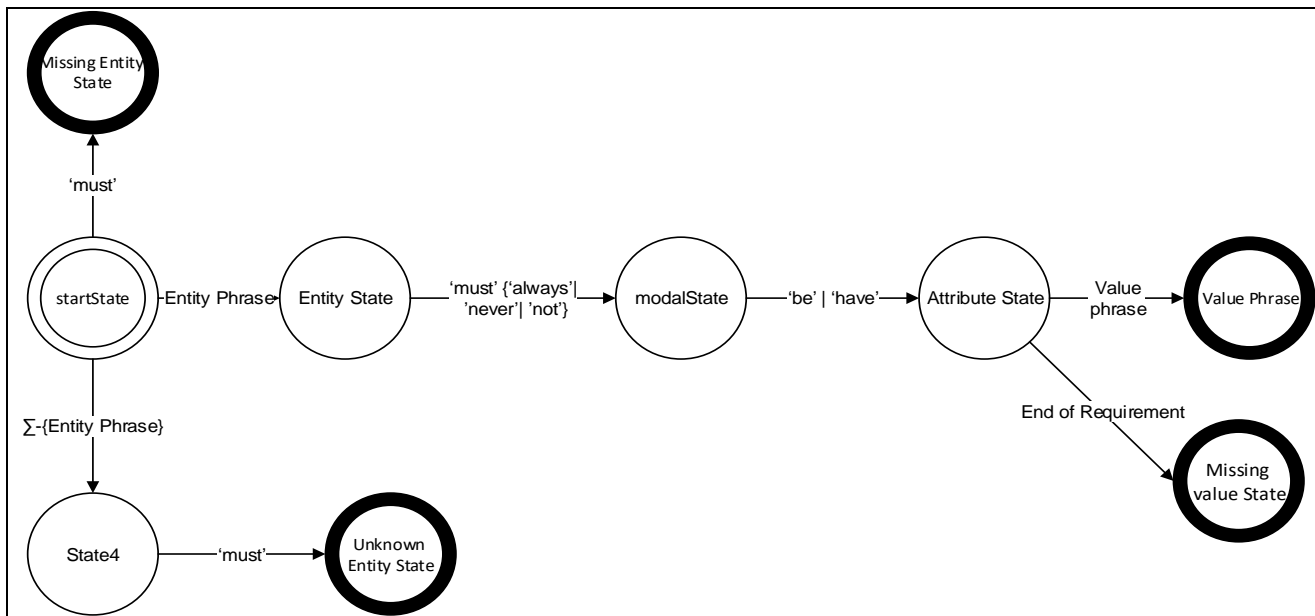 Missing Entity
State
‘must’
startState
Entity Phrase
Entity State
‘must’ {‘always’|
’never’| ‘not’}
modalState
‘be’ | ‘have’
Attribute State
Value
phrase
Value Phrase
End of Requirement
Missing
value State
∑-{Entity Phrase}
State4
‘must’
Unknown
Entity State